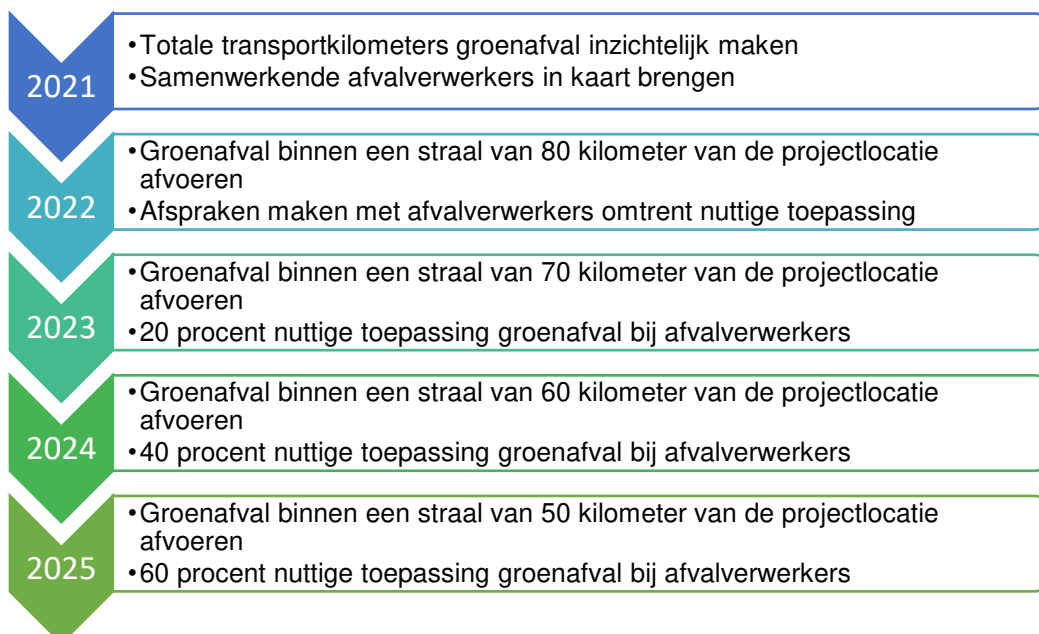 2021
•Totale transportkilometers groenafval inzichtelijk maken
•Samenwerkende afvalverwerkers in kaart brengen
2022
•Groenafval binnen een straal van 80 kilometer van de projectlocatie
afvoeren
•Afspraken maken met afvalverwerkers omtrent nuttige toepassing
2023
•Groenafval binnen een straal van 70 kilometer van de projectlocatie
afvoeren
•20 procent nuttige toepassing groenafval bij afvalverwerkers
2024
•Groenafval binnen een straal van 60 kilometer van de projectlocatie
afvoeren
•40 procent nuttige toepassing groenafval bij afvalverwerkers
2025
•Groenafval binnen een straal van 50 kilometer van de projectlocatie
afvoeren
•60 procent nuttige toepassing groenafval bij afvalverwerkers